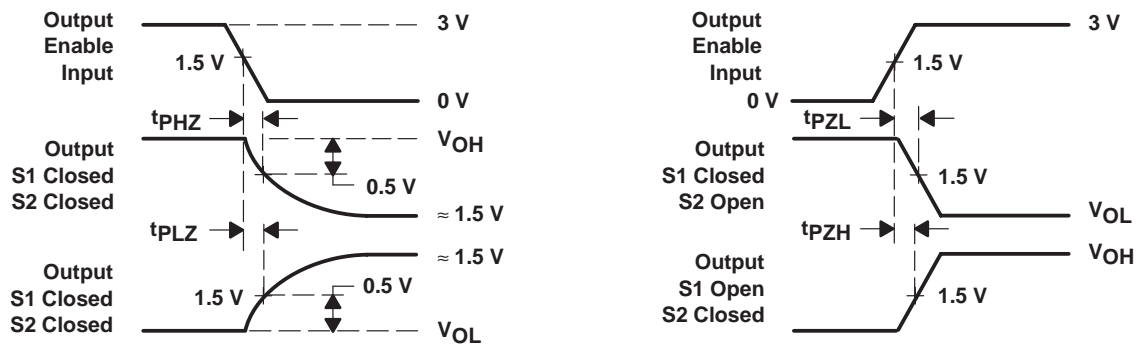 Output
Enable
Input
1.5 V
3 V
0 V
tPHZ
VOH
Output
S1 Closed
S2 Closed
0.5 V
≈ 1.5 V
tPLZ
≈ 1.5 V
Output
S1 Closed
S2 Closed
1.5 V
0.5 V
VOL
Output
Enable
Input
3 V
1.5 V
0 V
tPZL
Output
S1 Closed
S2 Open
1.5 V
VOL
tPZH
VOH
Output
S1 Open
S2 Closed
1.5 V